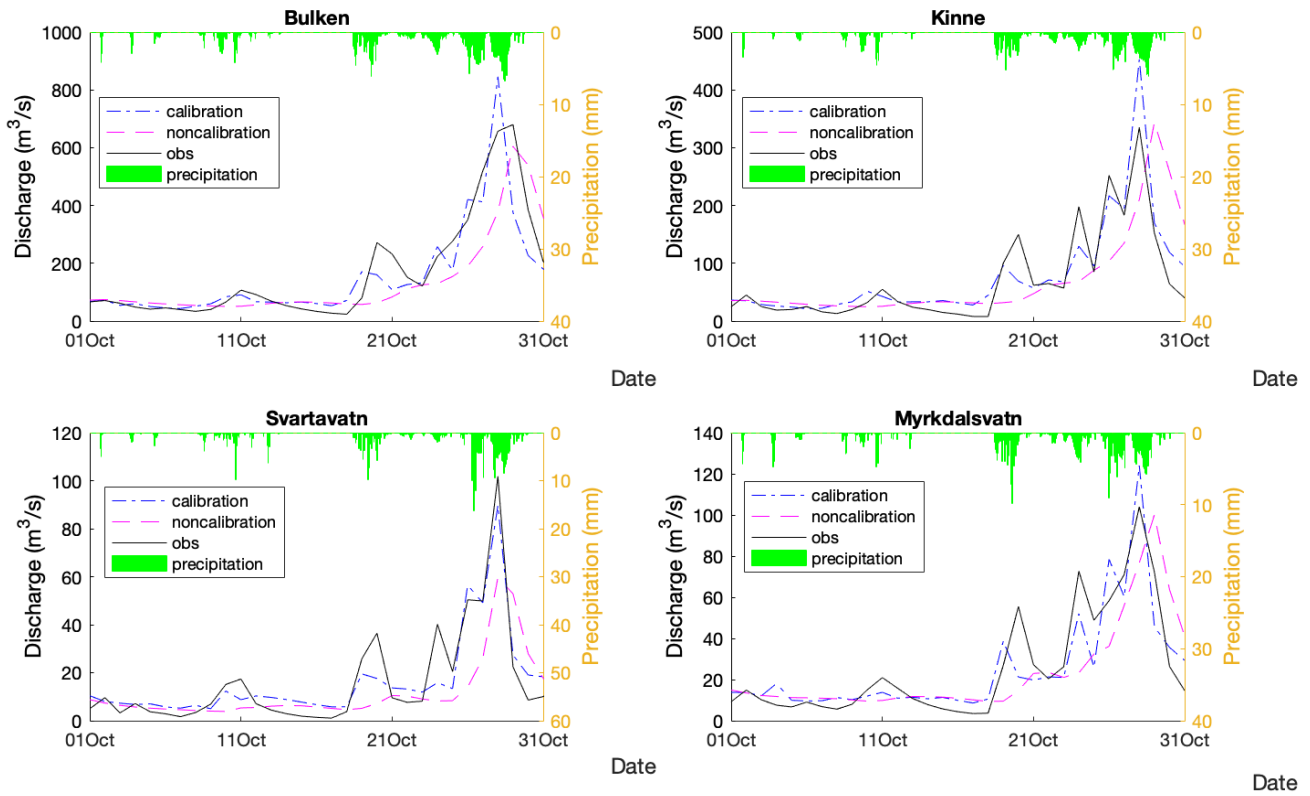 Bulken
1000
800
600
400
200
0
Discharge (m³/s)
calibration
noncalibration
obs
precipitation
0
10
20
30
40
Precipitation (mm)
01Oct 11Oct 21Oct 31Oct
Date
Kinne
500
400
300
200
100
0
Discharge (m³/s)
calibration
noncalibration
obs
precipitation
0
10
20
30
40
Precipitation (mm)
01Oct 11Oct 21Oct 31Oct
Date
Svartavatn
120
100
80
60
40
20
0
Discharge (m³/s)
calibration
noncalibration
obs
precipitation
0
10
20
30
40
50
60
Precipitation (mm)
01Oct 11Oct 21Oct 31Oct
Date
Myrkdalsvatn
140
120
100
80
60
40
20
0
Discharge (m³/s)
calibration
noncalibration
obs
precipitation
0
10
20
30
40
Precipitation (mm)
01Oct 11Oct 21Oct 31Oct
Date